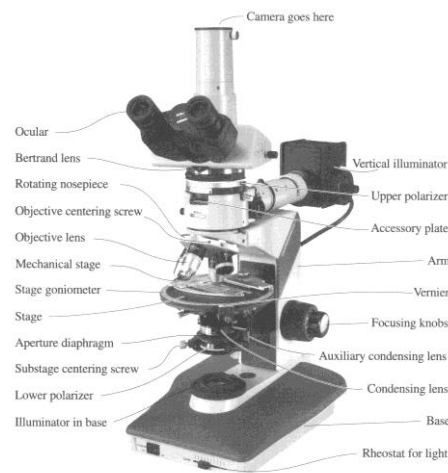 Camera goes here
Ocular
Bertrand lens
Rotating nosepiece
Objective centering screw
Objective lens
Mechanical stage
Stage goniometer
Stage
Aperture diaphragm
Substage centering screw
Lower polarizer
Illuminator in base
Vertical illuminator
Upper polarizer
Accessory plate
Arm
Vernier
Focusing knobs
Auxiliary condensing lens
Condensing lens
Base
Rheostat for light